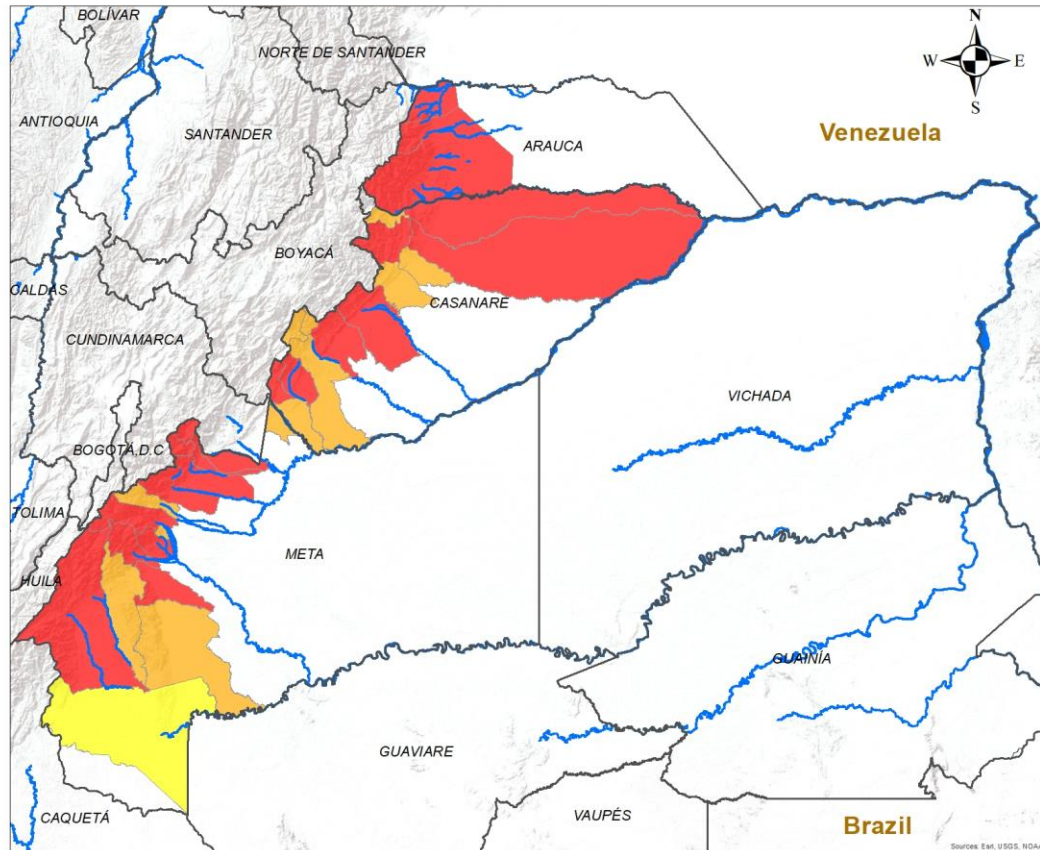 BOLÍVAR
NORTE DE SANTANDER
N
W
E
S
ANTIOQUIA
SANTANDER
ARAUCA
Venezuela
BOYACÁ
CALDAS
CASANARE
CUNDINAMARCA
VICHADA
BOGOTÁ,D.C
TOLIMA
META
HUILA
GUAINÍA
GUAVIARE
CAQUETÁ
VAUPÉS
Brazil
Sources: Esri, USGS, NOAA